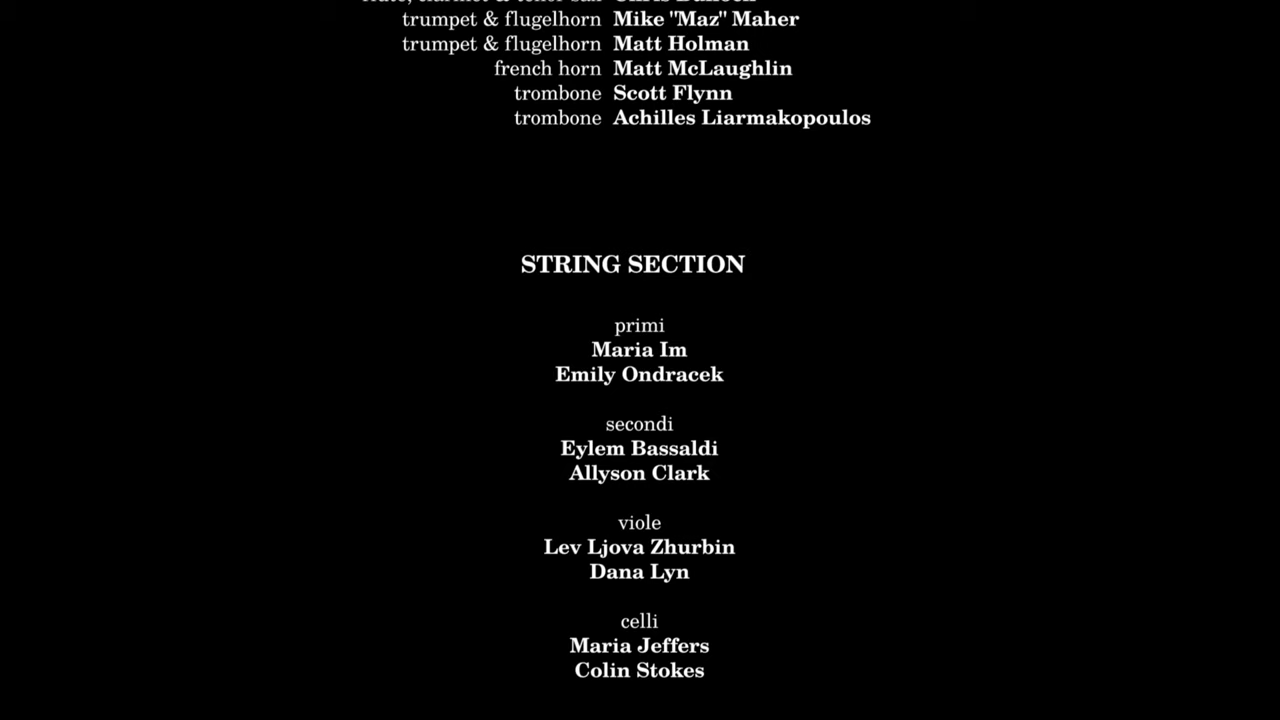 trumpet & flugelhorn Mike "Maz" Maher
trumpet & flugelhorn Matt Holman
french horn Matt McLaughlin
trombone Scott Flynn
trombone Achilles Liarmakopoulos
STRING SECTION
primi
Maria Im
Emily Ondracek
secondi
Eylem Bassaldi
Allyson Clark
viole
Lev Ljova Zhurbin
Dana Lyn
celli
Maria Jeffers
Colin Stokes